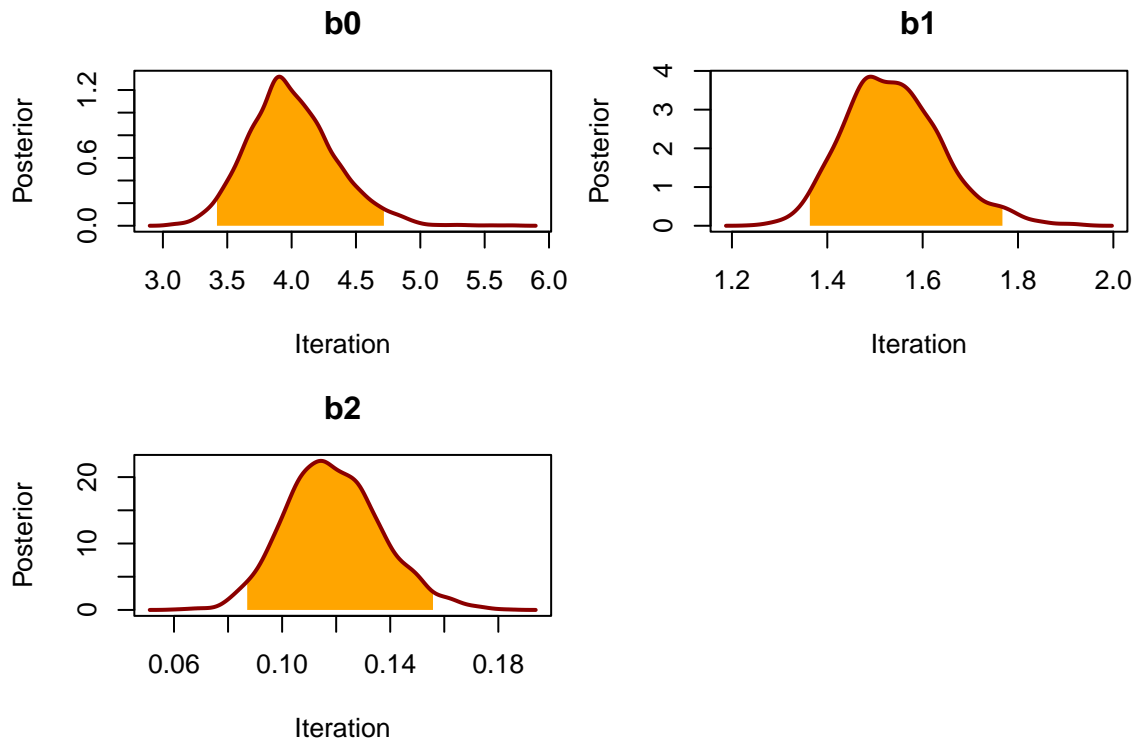 b0
Posterior
0.0 0.6 1.2
3.0 3.5 4.0 4.5 5.0 5.5 6.0
Iteration
b1
Posterior
0 1 2 3 4
1.2 1.4 1.6 1.8 2.0
Iteration
b2
Posterior
0 10 20
0.06 0.10 0.14 0.18
Iteration